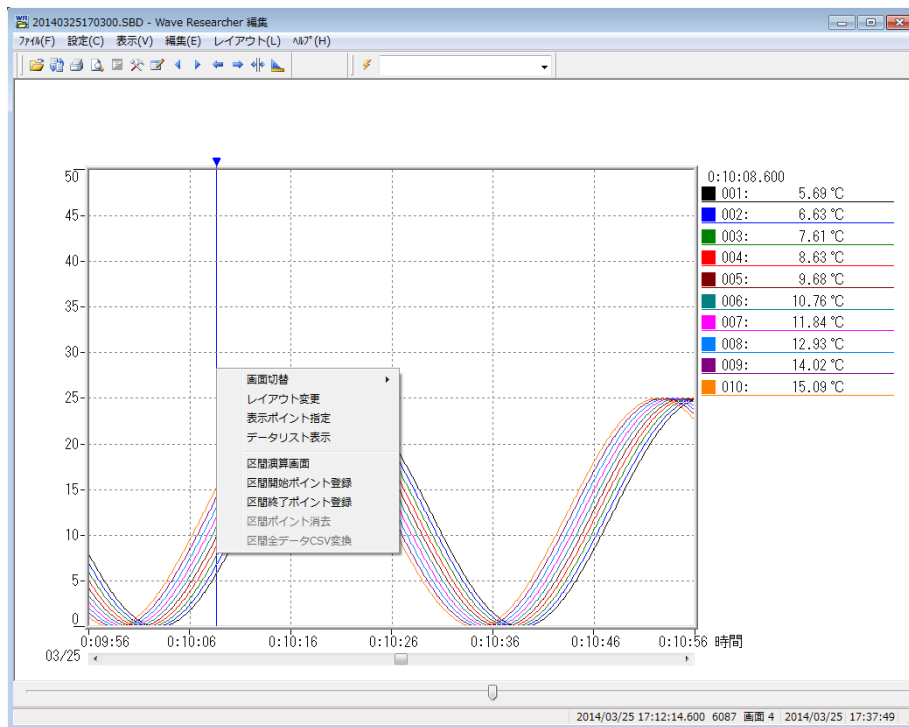 20140325170300.SBD - Wave Researcher 編集
ﾌｧｲﾙ(F) 設定(C) 表示(V) 編集(E) レイアウト(L) ﾍﾙﾌﾟ(H)
0:10:08.600
001: 5.69 ℃
002: 6.63 ℃
003: 7.61 ℃
004: 8.63 ℃
005: 9.68 ℃
006: 10.76 ℃
007: 11.84 ℃
008: 12.93 ℃
009: 14.02 ℃
010: 15.09 ℃
50
45
40
35
30
25
20
15
10
5
0
画面切替
レイアウト変更
表示ポイント指定
データリスト表示
区間演算画面
区間開始ポイント登録
区間終了ポイント登録
区間ポイント消去
区間全データCSV変換
0:09:56 0:10:06 0:10:16 0:10:26 0:10:36 0:10:46 0:10:56 時間
03/25
2014/03/25 17:12:14.600 6087 画面 4 2014/03/25 17:37:49